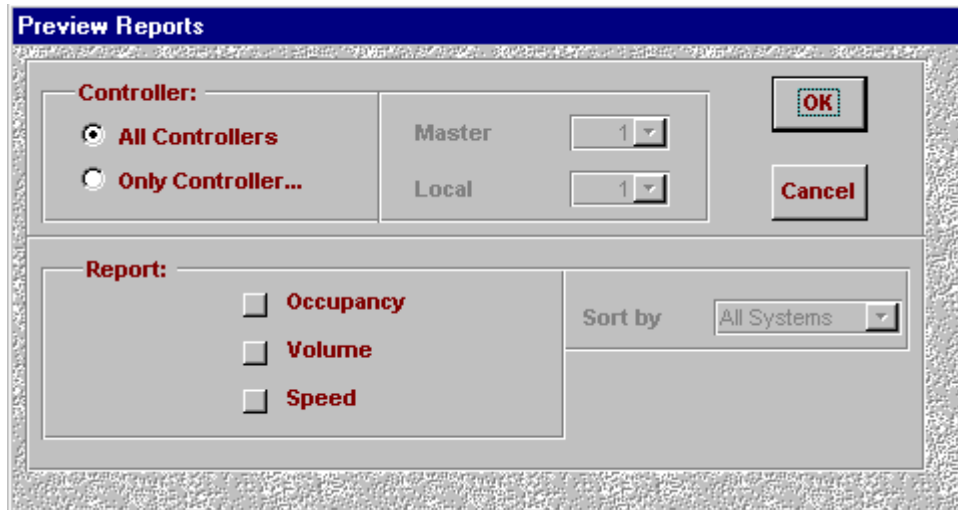 Preview Reports
Controller:
All Controllers
Only Controller...
Master 1
Local 1
OK
Cancel
Report:
Occupancy
Volume
Speed
Sort by All Systems